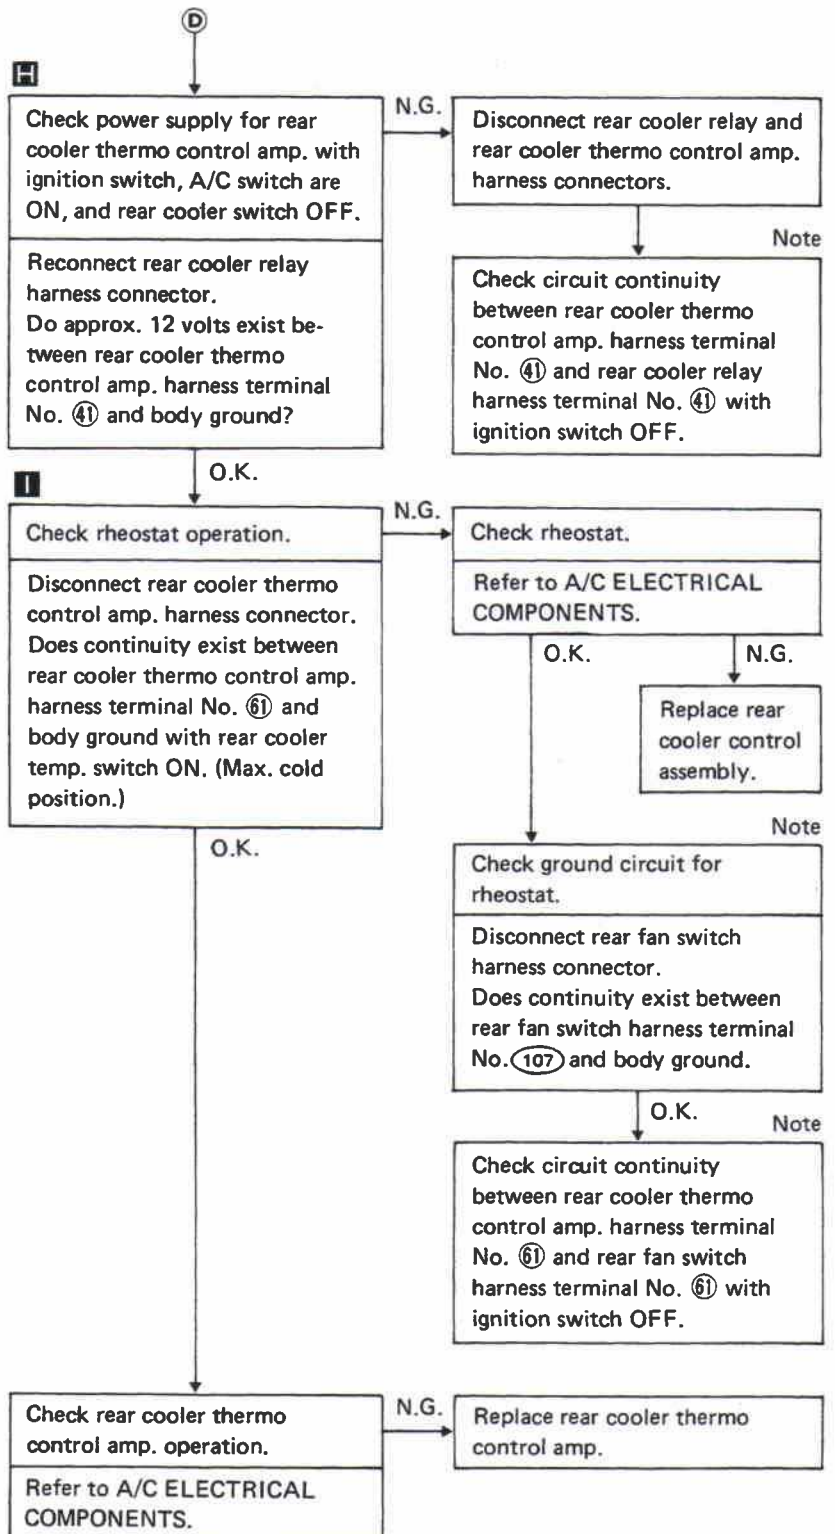 D
H
Check power supply for rear
cooler thermo control amp. with
ignition switch, A/C switch are
ON, and rear cooler switch OFF.
Reconnect rear cooler relay
harness connector.
Do approx. 12 volts exist be-
tween rear cooler thermo
control amp. harness terminal
No. 41 and body ground?
N.G.
Disconnect rear cooler relay and
rear cooler thermo control amp.
harness connectors.
Note
Check circuit continuity
between rear cooler thermo
control amp. harness terminal
No. 41 and rear cooler relay
harness terminal No. 41 with
ignition switch OFF.
O.K.
I
Check rheostat operation.
Disconnect rear cooler thermo
control amp. harness connector.
Does continuity exist between
rear cooler thermo control amp.
harness terminal No. 61 and
body ground with rear cooler
temp. switch ON. (Max. cold
position.)
N.G.
Check rheostat.
Refer to A/C ELECTRICAL
COMPONENTS.
O.K.
N.G.
Replace rear
cooler control
assembly.
Note
Check ground circuit for
rheostat.
Disconnect rear fan switch
harness connector.
Does continuity exist between
rear fan switch harness terminal
No. 107 and body ground.
O.K.
Note
Check circuit continuity
between rear cooler thermo
control amp. harness terminal
No. 61 and rear fan switch
harness terminal No. 61 with
ignition switch OFF.
O.K.
Check rear cooler thermo
control amp. operation.
Refer to A/C ELECTRICAL
COMPONENTS.
N.G.
Replace rear cooler thermo
control amp.